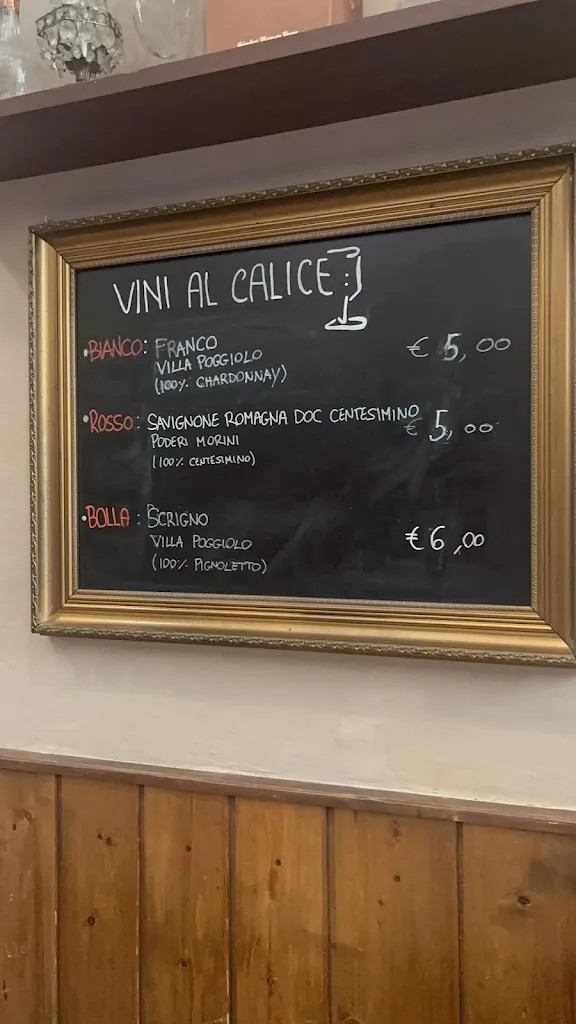 VINI AL CALICE:
• BIANCO: FRANCO € 5,00
VILLA POGGIOLO
(100% CHARDONNAY)
• ROSSO: SAVIGNONE ROMAGNA DOC CENTESIMINO € 5,00
PODERI MORINI
(100% CENTESIMINO)
• BOLLA: SCRIGNO € 6,00
VILLA POGGIOLO
(100% PIGNOLETTO)